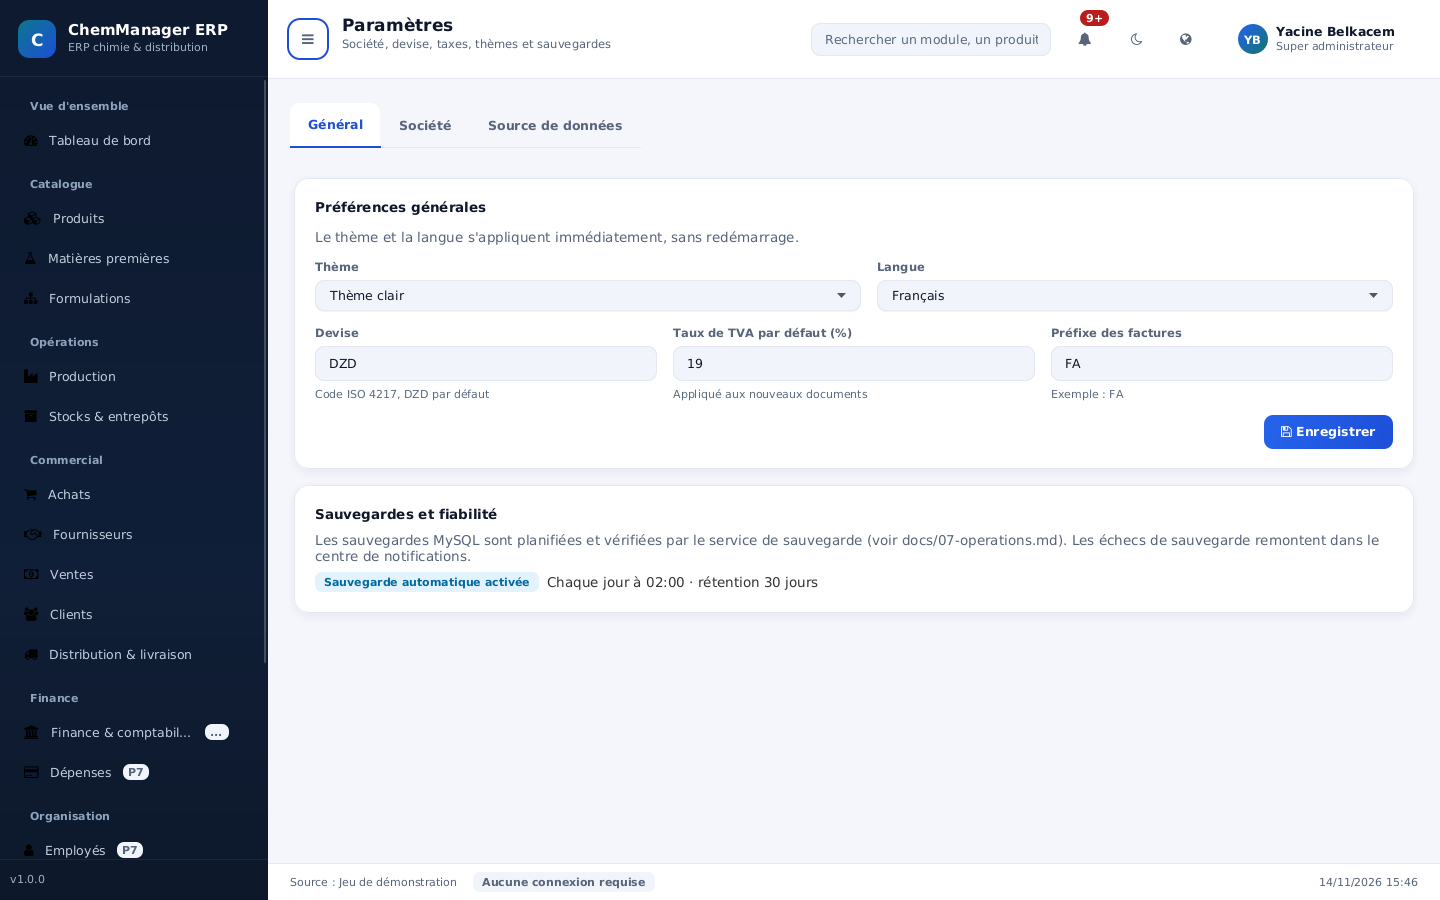 C
ChemManager ERP
ERP chimie & distribution
Vue d'ensemble
Tableau de bord
Catalogue
Produits
Matières premières
Formulations
Opérations
Production
Stocks & entrepôts
Commercial
Achats
Fournisseurs
Ventes
Clients
Distribution & livraison
Finance
Finance & comptabil... ...
Dépenses P7
Organisation
Employés P7
v1.0.0
Paramètres
Société, devise, taxes, thèmes et sauvegardes
Rechercher un module, un produit
9+
YB
Yacine Belkacem
Super administrateur
Général Société Source de données
Préférences générales
Le thème et la langue s'appliquent immédiatement, sans redémarrage.
Thème Langue
Thème clair Français
Devise Taux de TVA par défaut (%) Préfixe des factures
DZD 19 FA
Code ISO 4217, DZD par défaut Appliqué aux nouveaux documents Exemple : FA
Enregistrer
Sauvegardes et fiabilité
Les sauvegardes MySQL sont planifiées et vérifiées par le service de sauvegarde (voir docs/07-operations.md). Les échecs de sauvegarde remontent dans le
centre de notifications.
Sauvegarde automatique activée Chaque jour à 02:00 · rétention 30 jours
Source : Jeu de démonstration Aucune connexion requise 14/11/2026 15:46